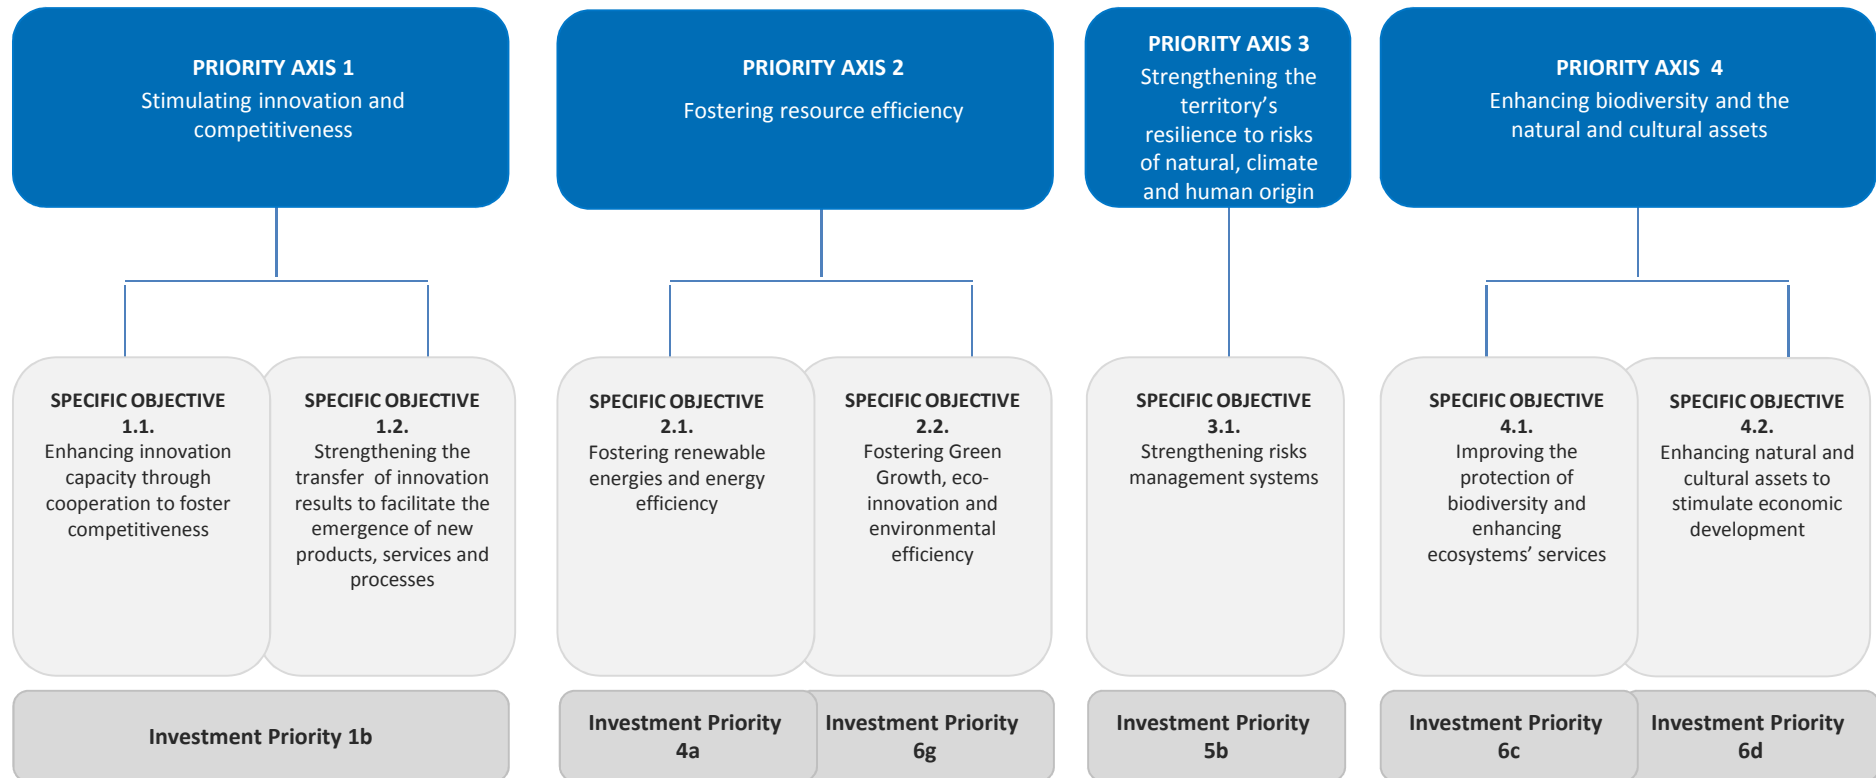 PRIORITY AXIS 1
Stimulating innovation and
competitiveness
PRIORITY AXIS 2
Fostering resource efficiency
PRIORITY AXIS 3
Strengthening the
territory’s
resilience to risks
of natural, climate
and human origin
PRIORITY AXIS 4
Enhancing biodiversity and the
natural and cultural assets
SPECIFIC OBJECTIVE
1.1.
Enhancing innovation
capacity through
cooperation to foster
competitiveness
SPECIFIC OBJECTIVE
1.2.
Strengthening the
transfer of innovation
results to facilitate the
emergence of new
products, services and
processes
SPECIFIC OBJECTIVE
2.1.
Fostering renewable
energies and energy
efficiency
SPECIFIC OBJECTIVE
2.2.
Fostering Green
Growth, eco-
innovation and
environmental
efficiency
SPECIFIC OBJECTIVE
3.1.
Strengthening risks
management systems
SPECIFIC OBJECTIVE
4.1.
Improving the
protection of
biodiversity and
enhancing
ecosystems’ services
SPECIFIC OBJECTIVE
4.2.
Enhancing natural and
cultural assets to
stimulate economic
development
Investment Priority 1b
Investment Priority
4a
Investment Priority
6g
Investment Priority
5b
Investment Priority
6c
Investment Priority
6d